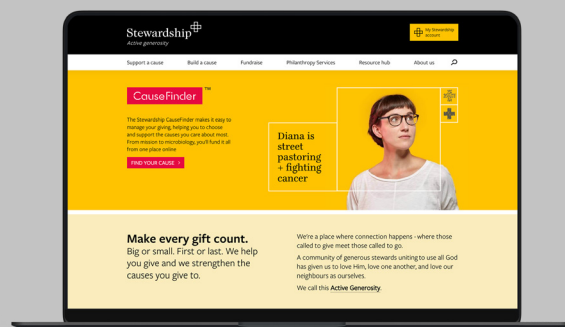 Stewardship
Active generosity
My Stewardship
account
Support a cause
Build a cause
Fundraise
Philanthropy Services
Resource hub
About us
CauseFinder™
The Stewardship CauseFinder makes it easy to
manage your giving, helping you to choose
and support the causes you care about most.
From mission to microbiology, you'll fund it all
from one place online
FIND YOUR CAUSE ›
Diana is
street
pastoring
+ fighting
cancer
Make every gift count.
Big or small. First or last. We help
you give and we strengthen the
causes you give to.
We're a place where connection happens - where those
called to give meet those called to go.
A community of generous stewards uniting to use all God
has given us to love Him, love one another, and love our
neighbours as ourselves.
We call this Active Generosity.